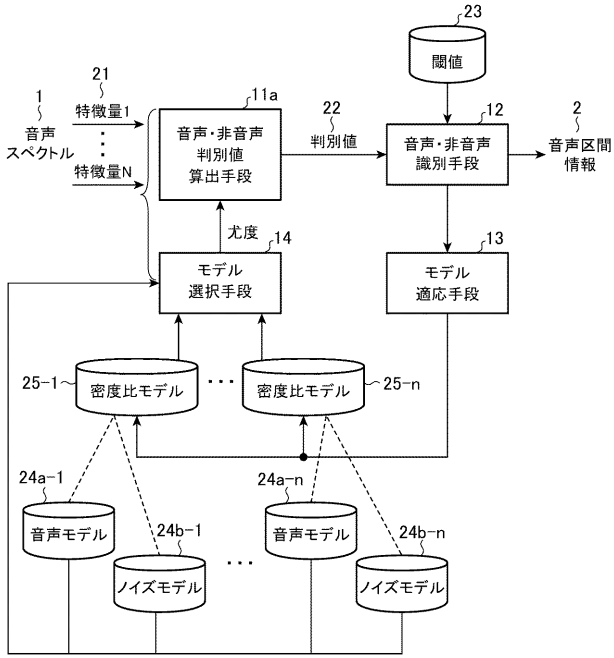 23
閾値
21
1
音声
スペクトル
特徴量1
特徴量N
11a
音声・非音声
判別値
算出手段
22
判別値
12
音声・非音声
識別手段
2
音声区間
情報
尤度
14
モデル
選択手段
13
モデル
適応手段
25-1
密度比モデル
密度比モデル
25-n
24a-1
音声モデル
24b-1
ノイズモデル
24a-n
音声モデル
24b-n
ノイズモデル